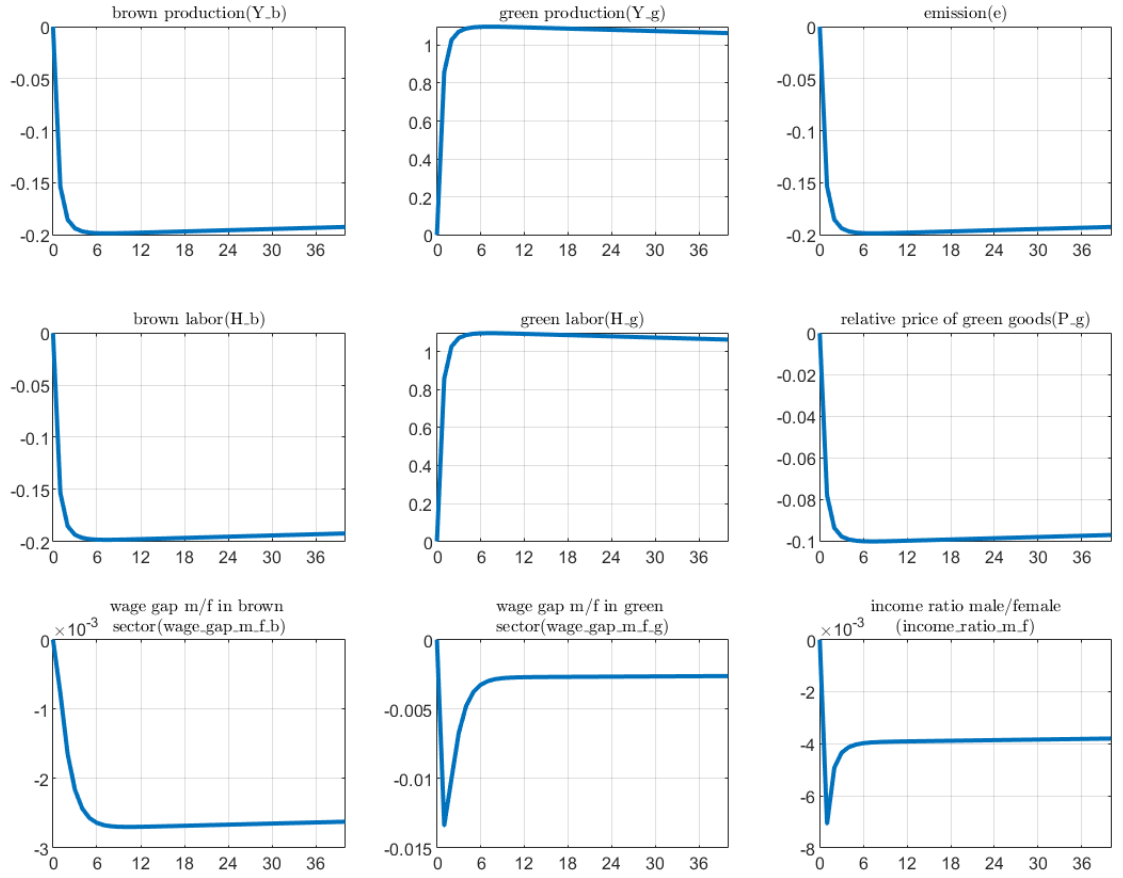 brown production(Y_b)
0
-0.05
-0.1
-0.15
-0.2
0 6 12 18 24 30 36
green production(Y_g)
1
0.8
0.6
0.4
0.2
0
0 6 12 18 24 30 36
emission(e)
0
-0.05
-0.1
-0.15
-0.2
0 6 12 18 24 30 36
brown labor(H_b)
0
-0.05
-0.1
-0.15
-0.2
0 6 12 18 24 30 36
green labor(H_g)
1
0.8
0.6
0.4
0.2
0
0 6 12 18 24 30 36
relative price of green goods(P_g)
0
-0.02
-0.04
-0.06
-0.08
-0.1
0 6 12 18 24 30 36
wage gap m/f in brown
sector(wage_gap_m_f_b)
×10⁻³
0
-1
-2
-3
0 6 12 18 24 30 36
wage gap m/f in green
sector(wage_gap_m_f_g)
0
-0.005
-0.01
-0.015
0 6 12 18 24 30 36
income ratio male/female
(income_ratio_m_f)
×10⁻³
0
-2
-4
-6
-8
0 6 12 18 24 30 36